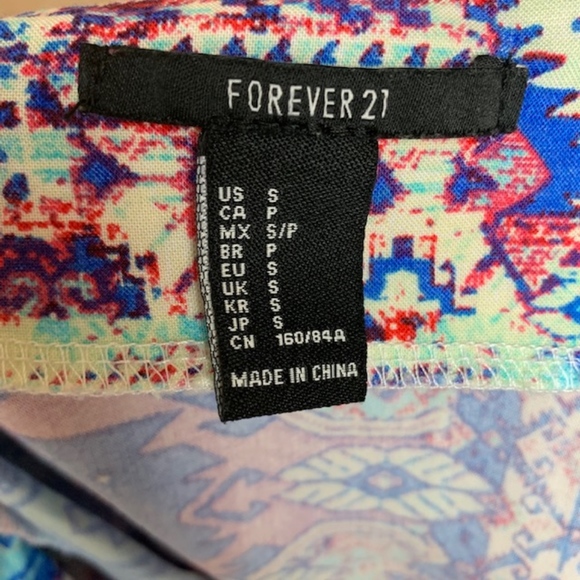 FOREVER 21
US S
CA P
MX S/P
BR P
EU S
UK S
KR S
JP S
CN 160/84A
MADE IN CHINA